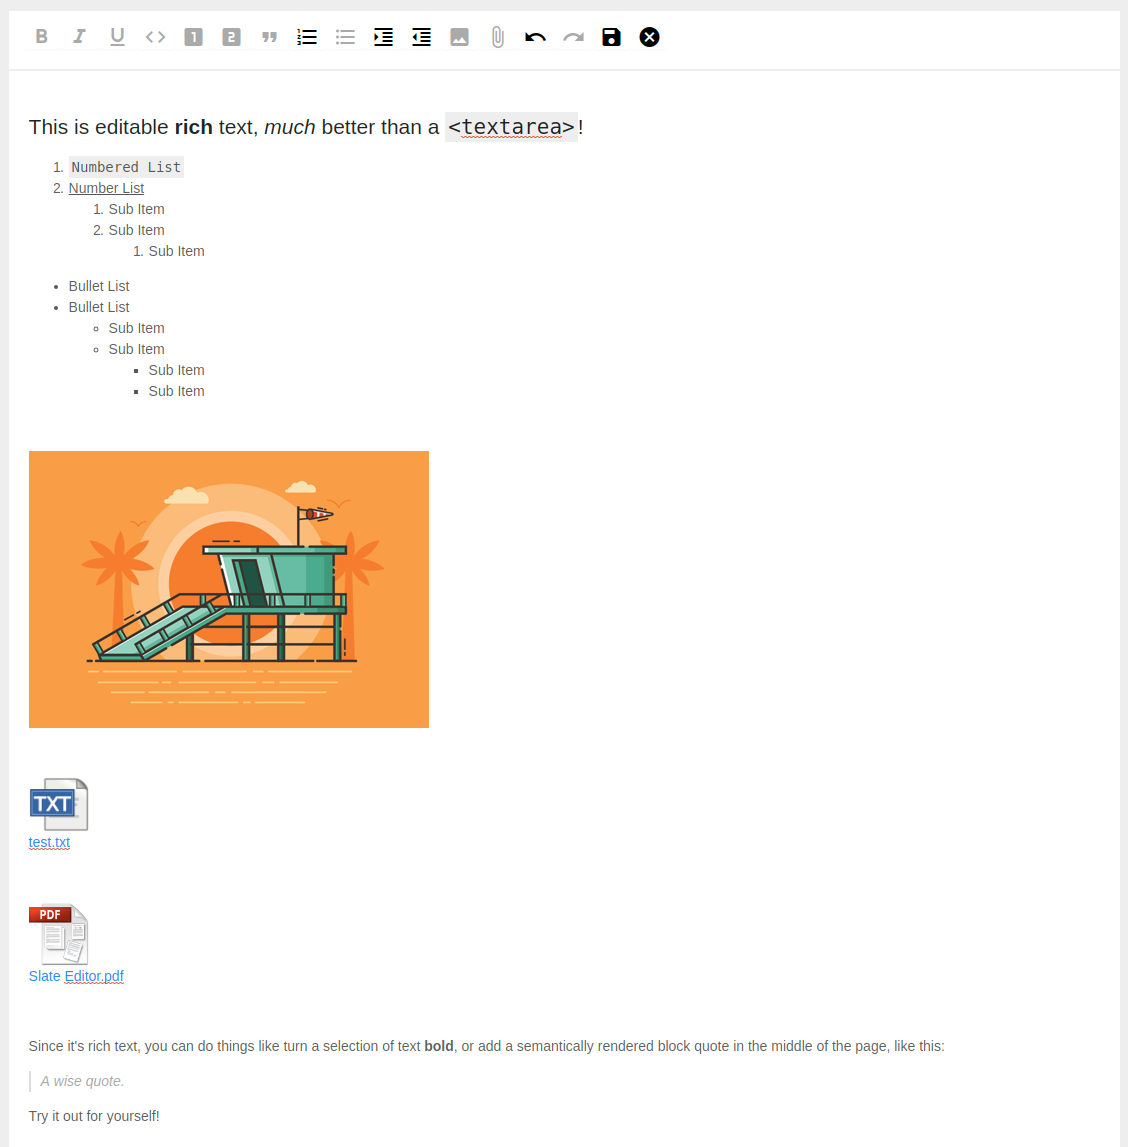 This is editable rich text, much better than a <textarea>!
1. Numbered List
2. Number List
1. Sub Item
2. Sub Item
1. Sub Item
• Bullet List
• Bullet List
◦ Sub Item
◦ Sub Item
▪ Sub Item
▪ Sub Item
TXT
test.txt
PDF
Slate Editor.pdf
Since it's rich text, you can do things like turn a selection of text bold, or add a semantically rendered block quote in the middle of the page, like this:
A wise quote.
Try it out for yourself!